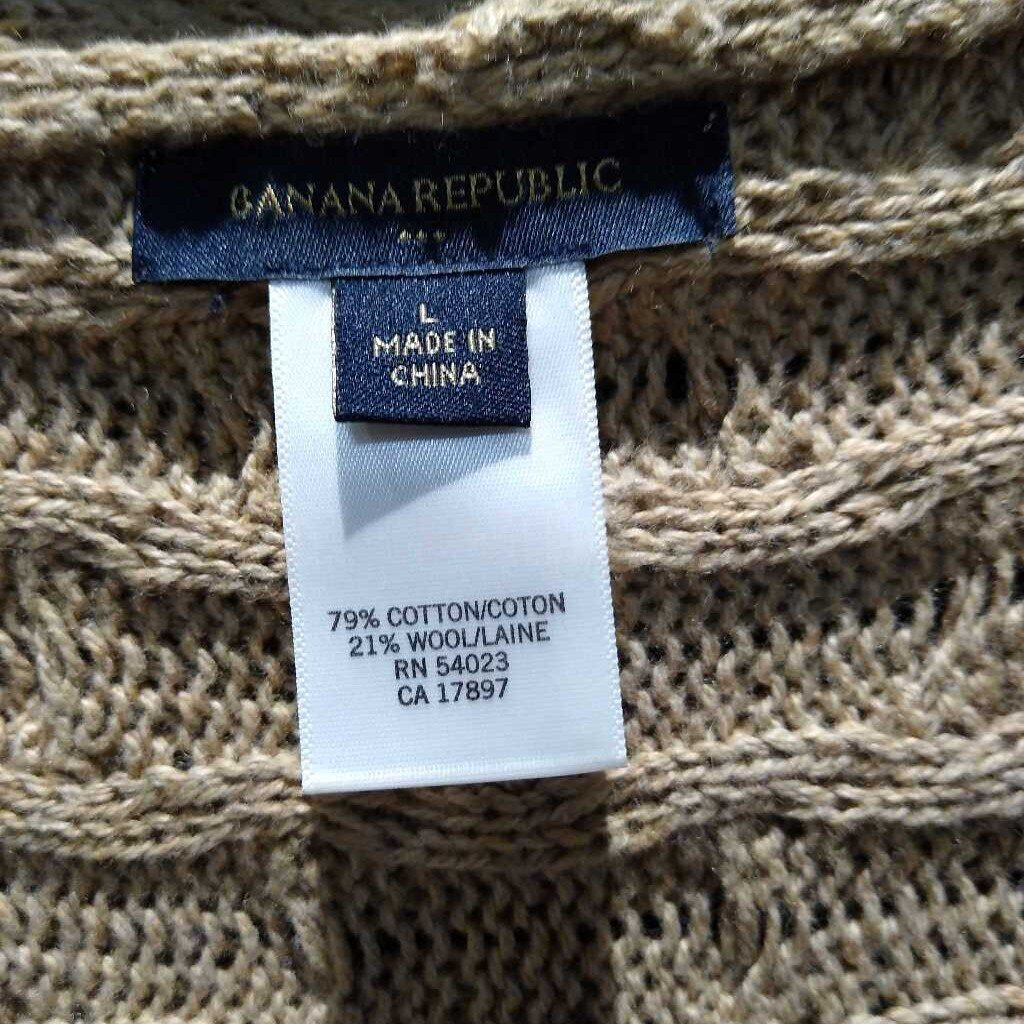 BANANA REPUBLIC
L
MADE IN
CHINA
79% COTTON/COTON
21% WOOL/LAINE
RN 54023
CA 17897